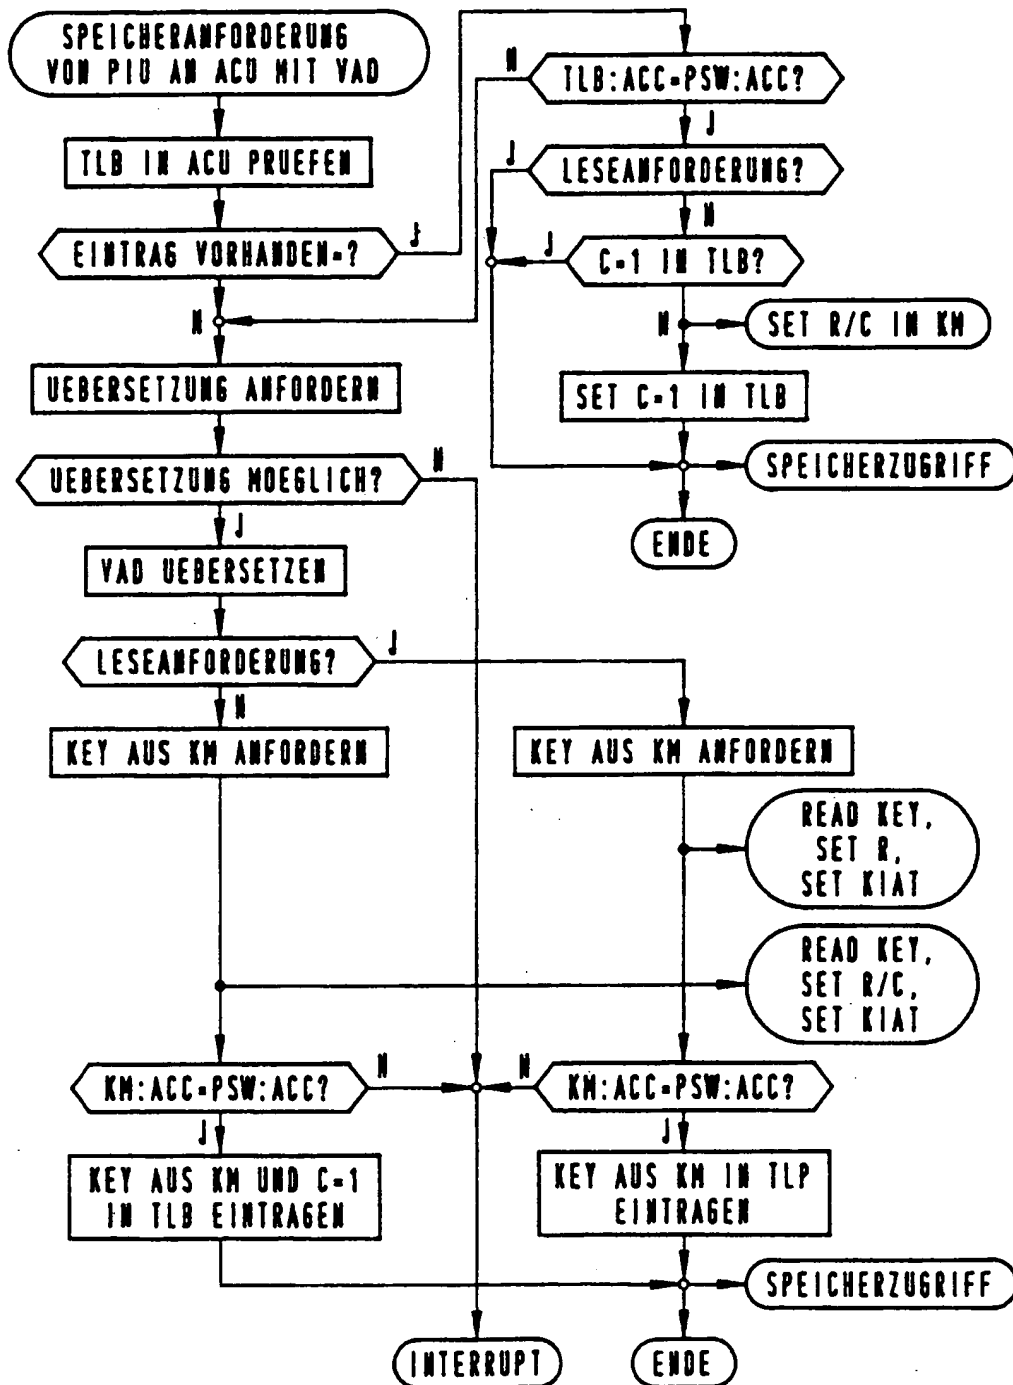 SPEICHERANFORDERUNG
VON PIU AN ACU MIT VAD
TLB IN ACU PRUEFEN
EINTRAG VORHANDEN=?
J
N
UEBERSETZUNG ANFORDERN
UEBERSETZUNG MOEGLICH?
N
J
VAD UEBERSETZEN
LESEANFORDERUNG?
J
N
KEY AUS KM ANFORDERN
KM:ACC=PSW:ACC?
N
J
KEY AUS KM UND C=1
IN TLB EINTRAGEN
INTERRUPT
TLB:ACC=PSW:ACC?
N
J
LESEANFORDERUNG?
J
N
C=1 IN TLB?
J
N
SET R/C IN KM
SET C=1 IN TLB
SPEICHERZUGRIFF
ENDE
KEY AUS KM ANFORDERN
READ KEY,
SET R,
SET KIAT
READ KEY,
SET R/C,
SET KIAT
KM:ACC=PSW:ACC?
N
J
KEY AUS KM IN TLP
EINTRAGEN
SPEICHERZUGRIFF
ENDE